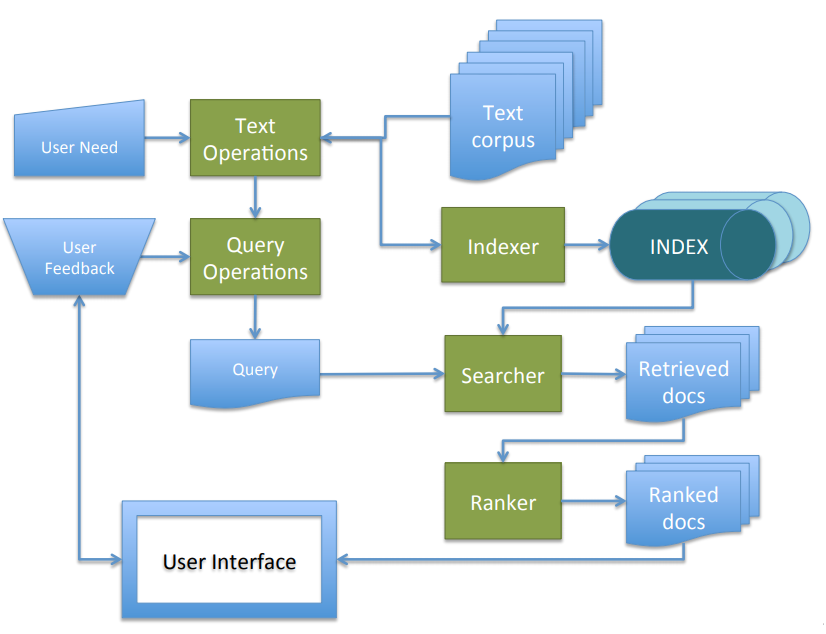 Text
corpus
User Need
Text
Operations
User
Feedback
Query
Operations
Indexer
INDEX
Query
Searcher
Retrieved
docs
Ranker
Ranked
docs
User Interface